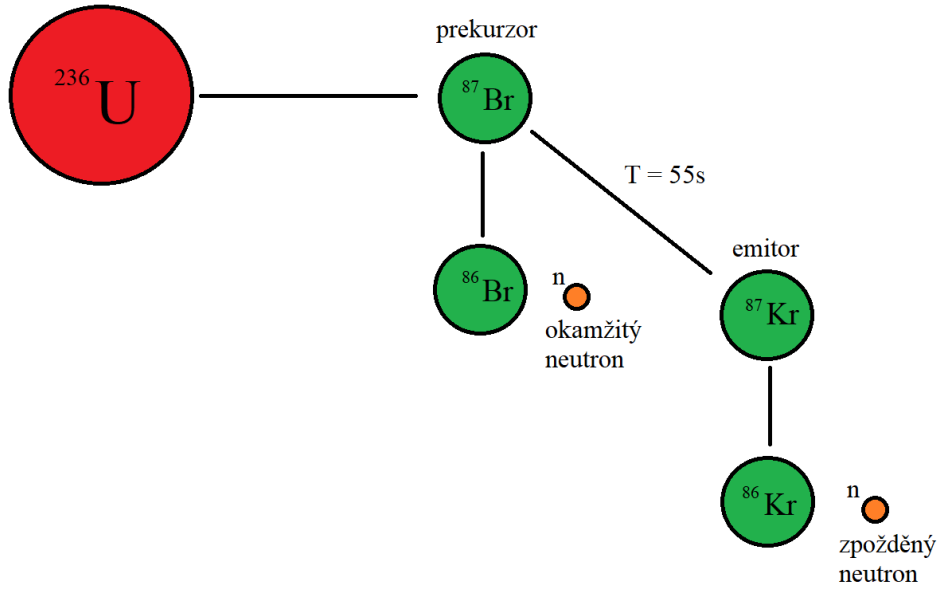 prekurzor
²³⁶U
⁸⁷Br
T = 55s
emitor
⁸⁶Br
n
okamžitý
neutron
⁸⁷Kr
⁸⁶Kr
n
zpožděný
neutron